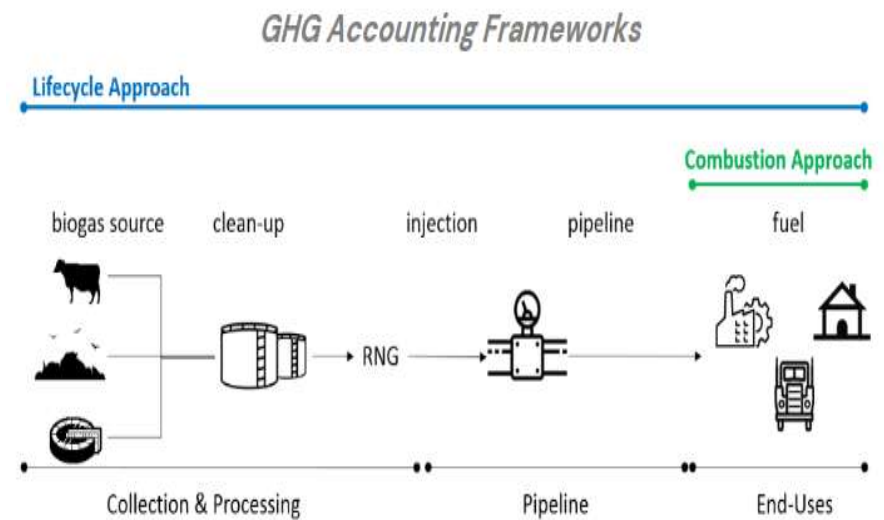 GHG Accounting Frameworks
Lifecycle Approach
Combustion Approach
biogas source clean-up injection pipeline fuel
RNG
Collection & Processing Pipeline End-Uses